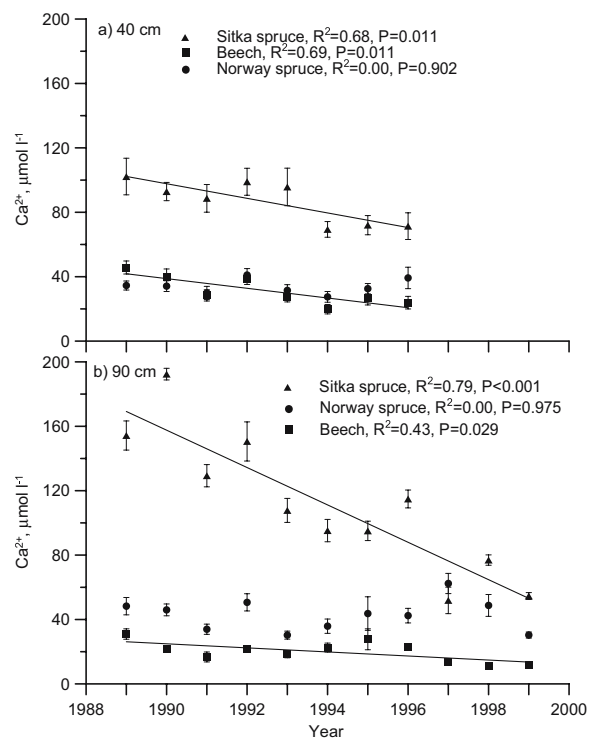 a) 40 cm
Sitka spruce, R²=0.68, P=0.011
Beech, R²=0.69, P=0.011
Norway spruce, R²=0.00, P=0.902
200
160
120
80
40
0
Ca²⁺, μmol l⁻¹
b) 90 cm
Sitka spruce, R²=0.79, P<0.001
Norway spruce, R²=0.00, P=0.975
Beech, R²=0.43, P=0.029
200
160
120
80
40
0
Ca²⁺, μmol l⁻¹
1988 1990 1992 1994 1996 1998 2000
Year